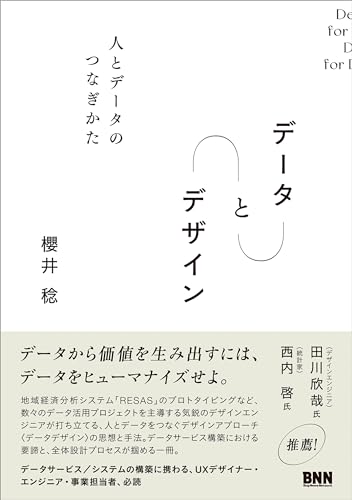 De
for
D
for D
データ
と
デザイン
人とデータの
つなぎかた
櫻井 稔
データから価値を生み出すには、
データをヒューマナイズせよ。
地域経済分析システム「RESAS」のプロトタイピングなど、
数々のデータ活用プロジェクトを主導する気鋭のデザインエン
ジニアが打ち立てる、人とデータをつなぐデザインアプローチ
〈データデザイン〉の思想と手法。データサービス構築における
要諦と、全体設計プロセスが掴める一冊。
データサービス/システムの構築に携わる、UXデザイナー・
エンジニア・事業担当者、必読
(デザインエンジニア)
田川欣哉氏
(統計家)
西内 啓氏
推薦!
BNN